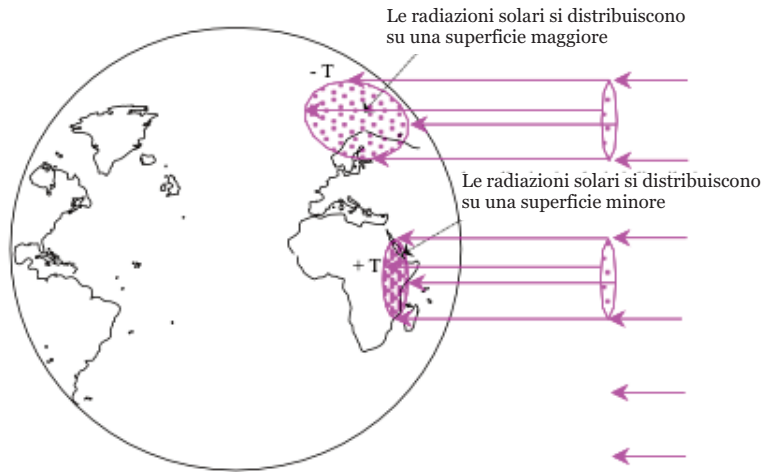 Le radiazioni solari si distribuiscono
su una superficie maggiore
- T
Le radiazioni solari si distribuiscono
su una superficie minore
+ T